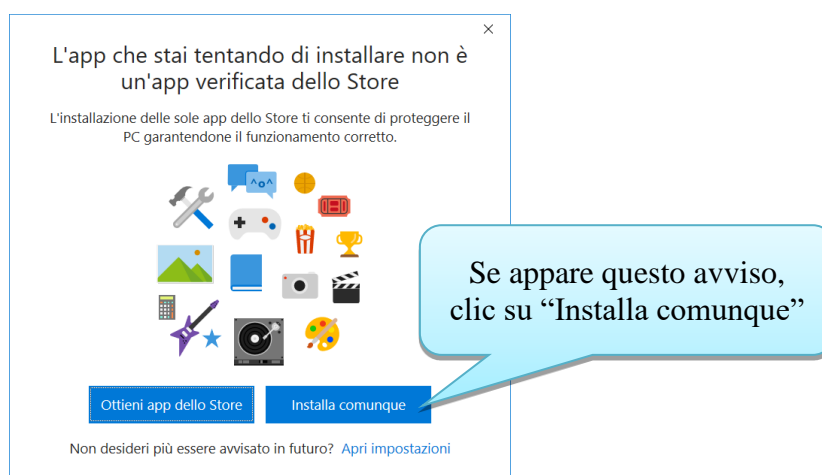 L'app che stai tentando di installare non è
un'app verificata dello Store
L'installazione delle sole app dello Store ti consente di proteggere il
PC garantendone il funzionamento corretto.
^o^
Se appare questo avviso,
clic su “Installa comunque”
Ottieni app dello Store
Installa comunque
Non desideri più essere avvisato in futuro? Apri impostazioni